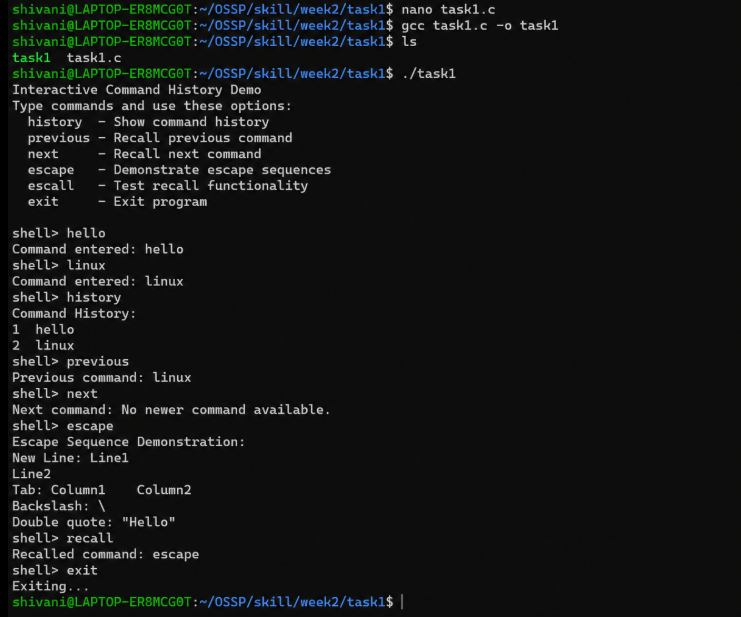 shivani@LAPTOP-ER8MCG0T:~/OSSP/skill/week2/task1$ nano task1.c
shivani@LAPTOP-ER8MCG0T:~/OSSP/skill/week2/task1$ gcc task1.c -o task1
shivani@LAPTOP-ER8MCG0T:~/OSSP/skill/week2/task1$ ls
task1  task1.c
shivani@LAPTOP-ER8MCG0T:~/OSSP/skill/week2/task1$ ./task1
Interactive Command History Demo
Type commands and use these options:
  history  - Show command history
  previous - Recall previous command
  next     - Recall next command
  escape   - Demonstrate escape sequences
  escall   - Test recall functionality
  exit     - Exit program

shell> hello
Command entered: hello
shell> linux
Command entered: linux
shell> history
Command History:
1  hello
2  linux
shell> previous
Previous command: linux
shell> next
Next command: No newer command available.
shell> escape
Escape Sequence Demonstration:
New Line: Line1
Line2
Tab: Column1    Column2
Backslash: \
Double quote: "Hello"
shell> recall
Recalled command: escape
shell> exit
Exiting...
shivani@LAPTOP-ER8MCG0T:~/OSSP/skill/week2/task1$